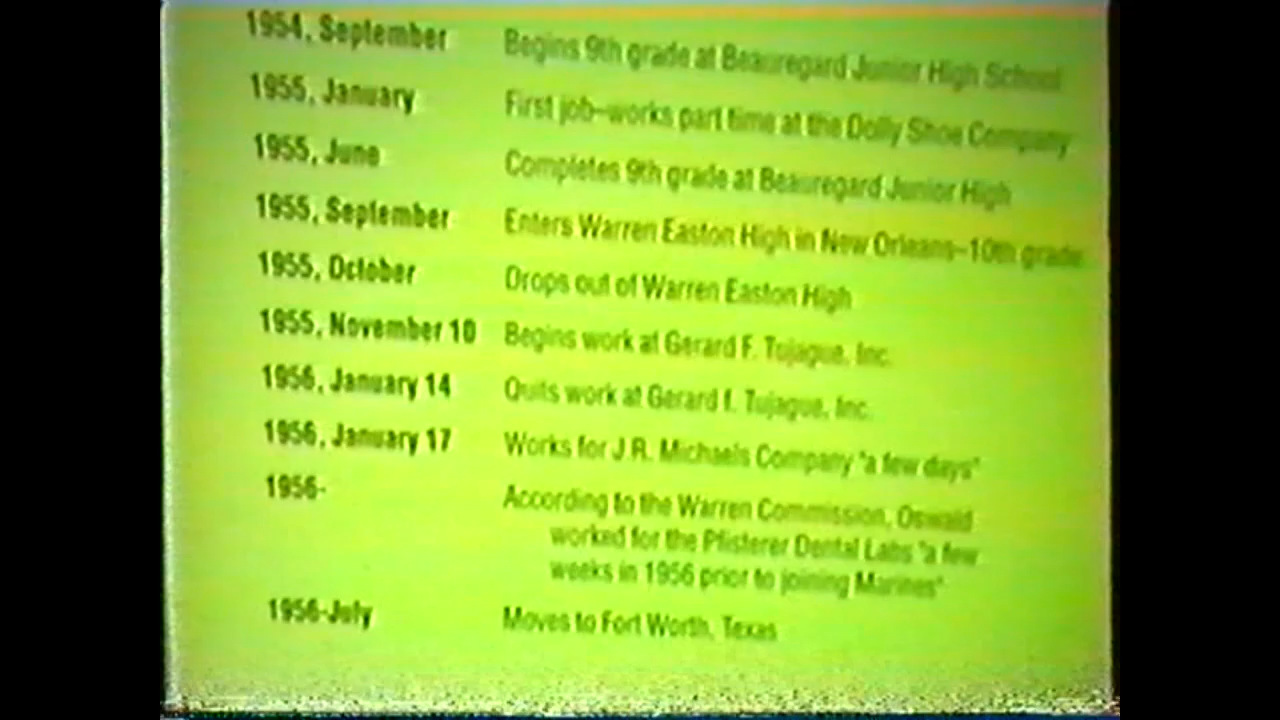 1954, September Begins 9th grade at Beauregard Junior High School
1955, January First job–works part time at the Dolly Shoe Company
1955, June Completes 9th grade at Beauregard Junior High
1955, September Enters Warren Easton High in New Orleans–10th grade
1955, October Drops out of Warren Easton High
1955, November 10 Begins work at Gerard F. Tujague, Inc.
1956, January 14 Quits work at Gerard f. Tujague, Inc.
1956, January 17 Works for J.R. Michaels Company "a few days"
1956- According to the Warren Commission, Oswald
worked for the Pfisterer Dental Labs "a few
weeks in 1956 prior to joining Marines"
1956-July Moves to Fort Worth, Texas